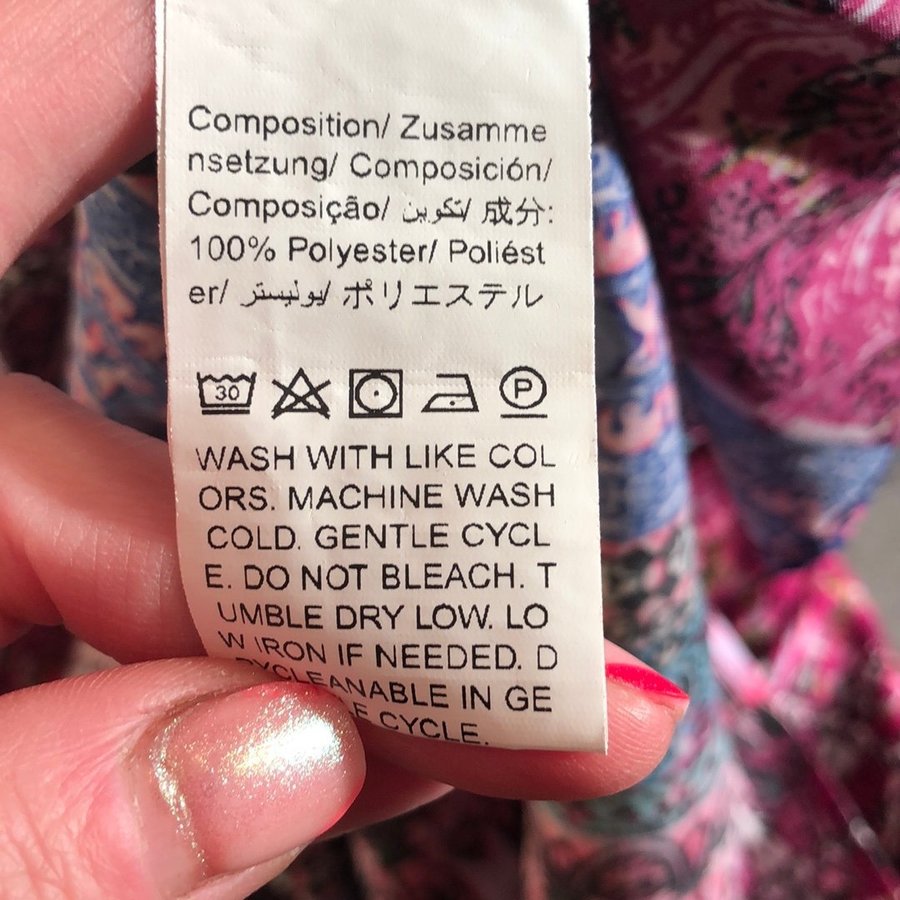 Composition/ Zusamme
nsetzung/ Composición/
Composição/ تكوين/ 成分:
100% Polyester/ Poliést
er/ بوليستر/ ポリエステル
30 P
WASH WITH LIKE COL
ORS. MACHINE WASH
COLD. GENTLE CYCL
E. DO NOT BLEACH. T
UMBLE DRY LOW. LO
W IRON IF NEEDED. D
RYCLEANABLE IN GE
LE CYCLE.